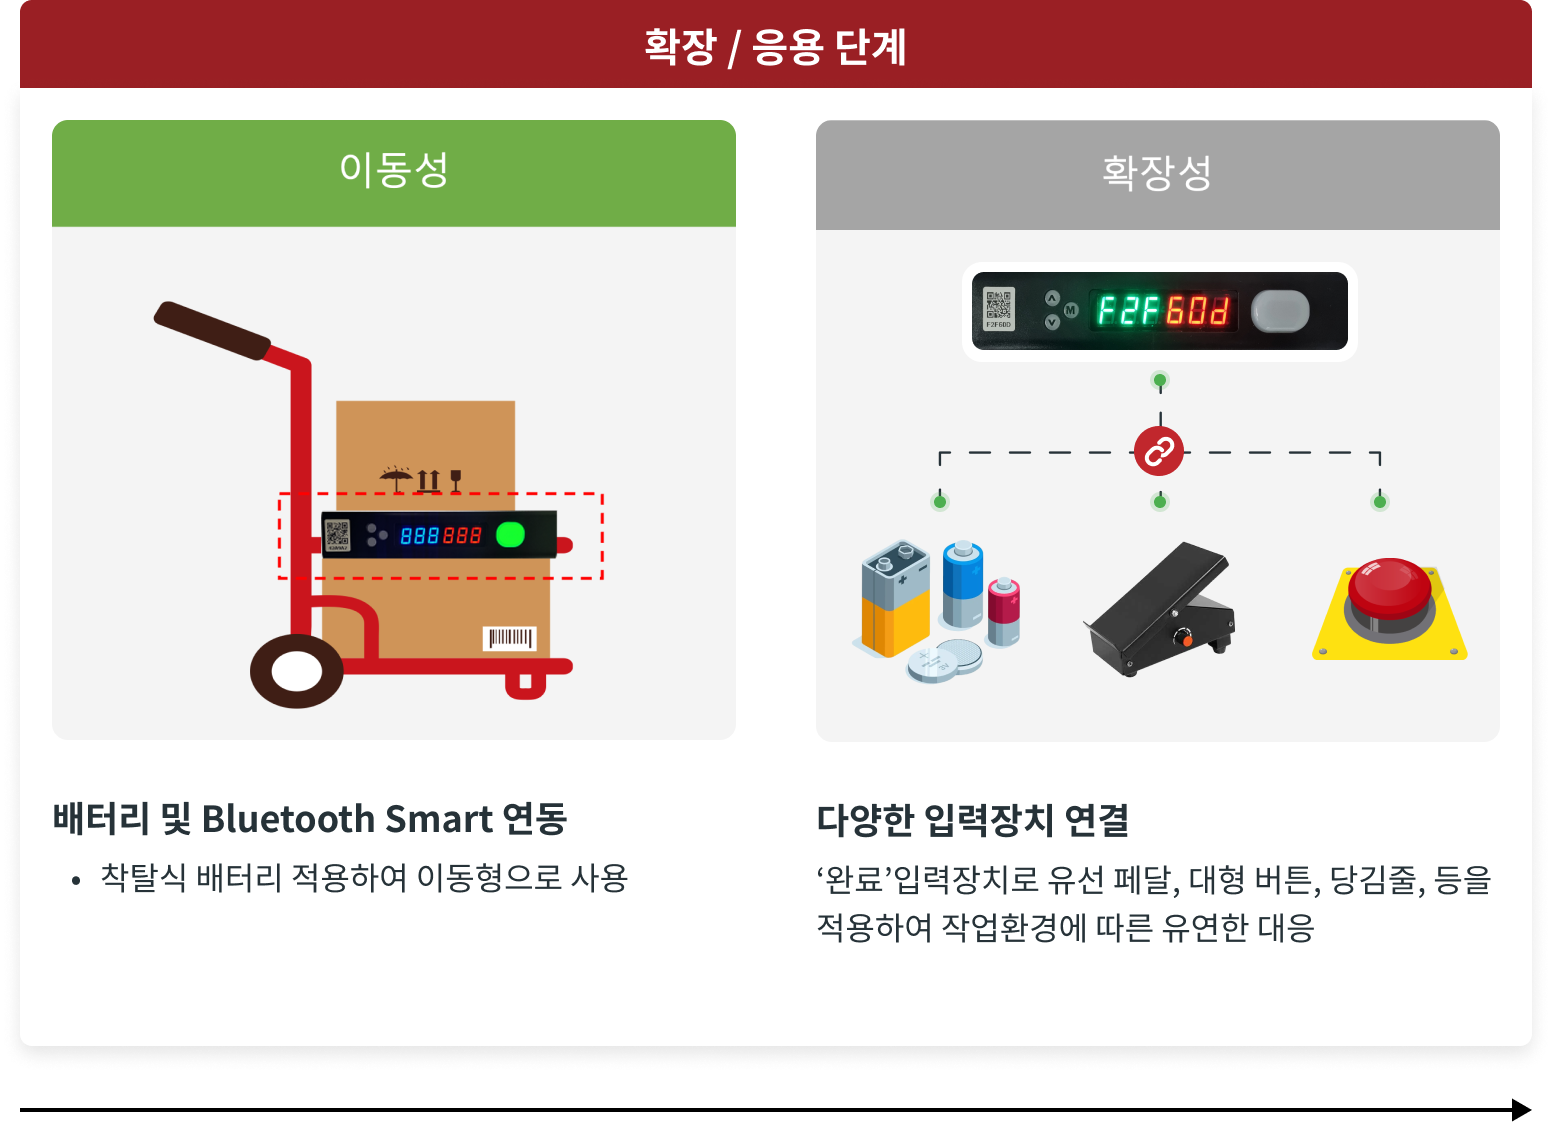 확장 / 응용 단계
이동성
888888
배터리 및 Bluetooth Smart 연동
• 착탈식 배터리 적용하여 이동형으로 사용
확장성
F2F60D
M
F2F60d
다양한 입력장치 연결
‘완료’입력장치로 유선 페달, 대형 버튼, 당김줄, 등을
적용하여 작업환경에 따른 유연한 대응